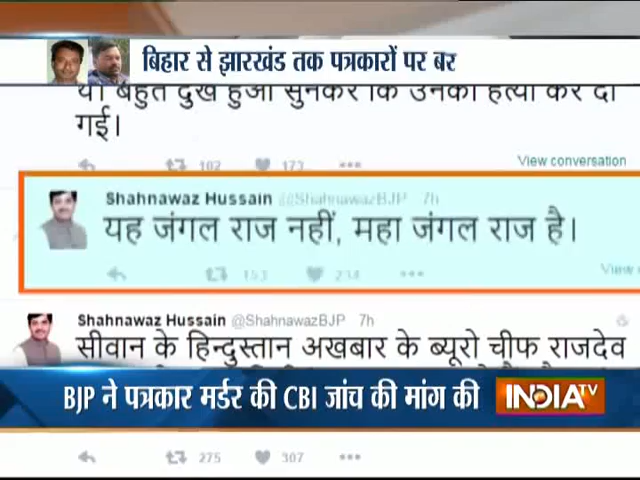 बिहार से झारखंड तक पत्रकारों पर बर
था। बहुत दुख हुआ सुनकर कि उनकी हत्या कर दी
गई।
102 173
View conversation
Shahnawaz Hussain @ShahnawazBJP 7h
यह जंगल राज नहीं, महा जंगल राज है।
153 234
View
Shahnawaz Hussain @ShahnawazBJP 7h
सीवान के हिन्दुस्तान अखबार के ब्यूरो चीफ राजदेव
BJP ने पत्रकार मर्डर की CBI जांच की मांग की
INDIA TV
275 307